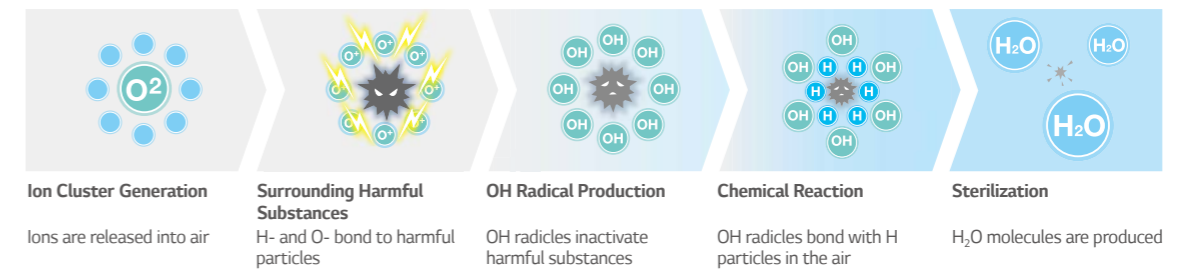 O²
O⁺
O⁺
O⁺
O⁺
O⁺
O⁺
O⁺
O⁺
OH
OH
OH
OH
OH
OH
OH
OH
OH
OH
H
H
OH
H
H
OH
H
H
OH
OH
H₂O
H₂O
H₂O
Ion Cluster Generation
Ions are released into air
Surrounding Harmful
Substances
H- and O- bond to harmful
particles
OH Radical Production
OH radicles inactivate
harmful substances
Chemical Reaction
OH radicles bond with H
particles in the air
Sterilization
H₂O molecules are produced